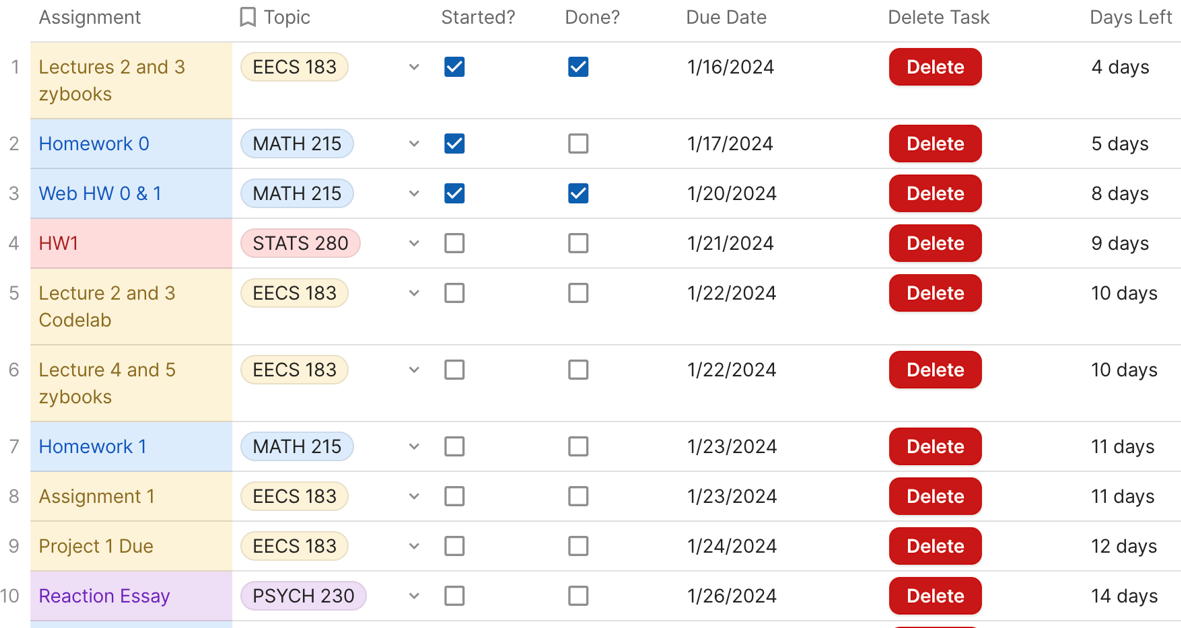 Assignment Topic Started? Done? Due Date Delete Task Days Left
1 Lectures 2 and 3 EECS 183 1/16/2024 Delete 4 days
zybooks
2 Homework 0 MATH 215 1/17/2024 Delete 5 days
3 Web HW 0 & 1 MATH 215 1/20/2024 Delete 8 days
4 HW1 STATS 280 1/21/2024 Delete 9 days
5 Lecture 2 and 3 EECS 183 1/22/2024 Delete 10 days
Codelab
6 Lecture 4 and 5 EECS 183 1/22/2024 Delete 10 days
zybooks
7 Homework 1 MATH 215 1/23/2024 Delete 11 days
8 Assignment 1 EECS 183 1/23/2024 Delete 11 days
9 Project 1 Due EECS 183 1/24/2024 Delete 12 days
10 Reaction Essay PSYCH 230 1/26/2024 Delete 14 days